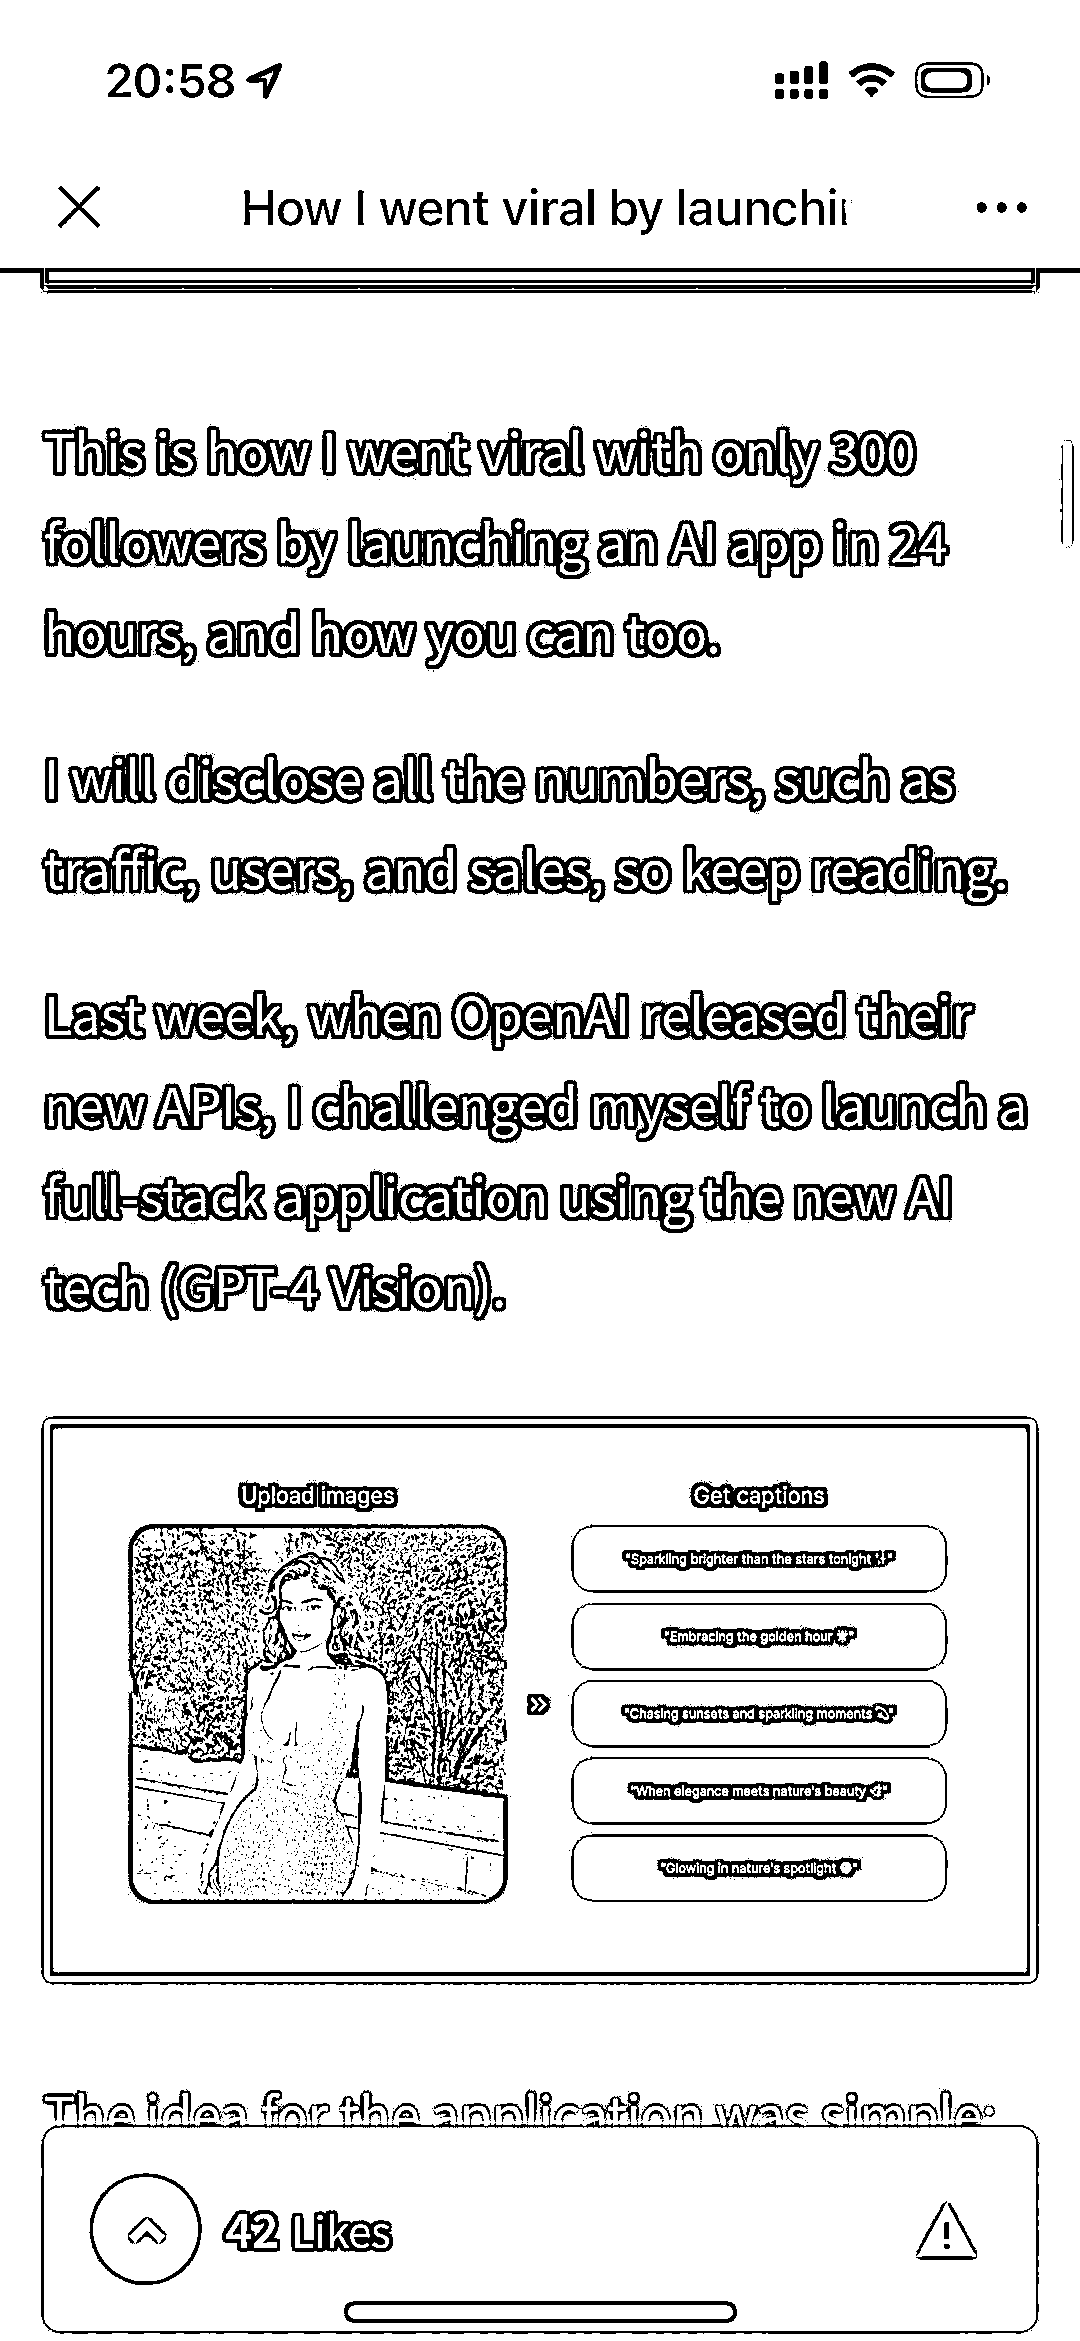 20:58
How I went viral by launchi
This is how I went viral with only 300
followers by launching an AI app in 24
hours, and how you can too.
I will disclose all the numbers, such as
traffic, users, and sales, so keep reading.
Last week, when OpenAI released their
new APIs, I challenged myself to launch a
full-stack application using the new AI
tech (GPT-4 Vision).
Upload images
Get captions
"Sparkling brighter than the stars tonight ✨"
"Embracing the golden hour ☀️"
»
"Chasing sunsets and sparkling moments"
"When elegance meets nature's beauty"
"Glowing in nature's spotlight"
The idea for the application was simple:
42 Likes